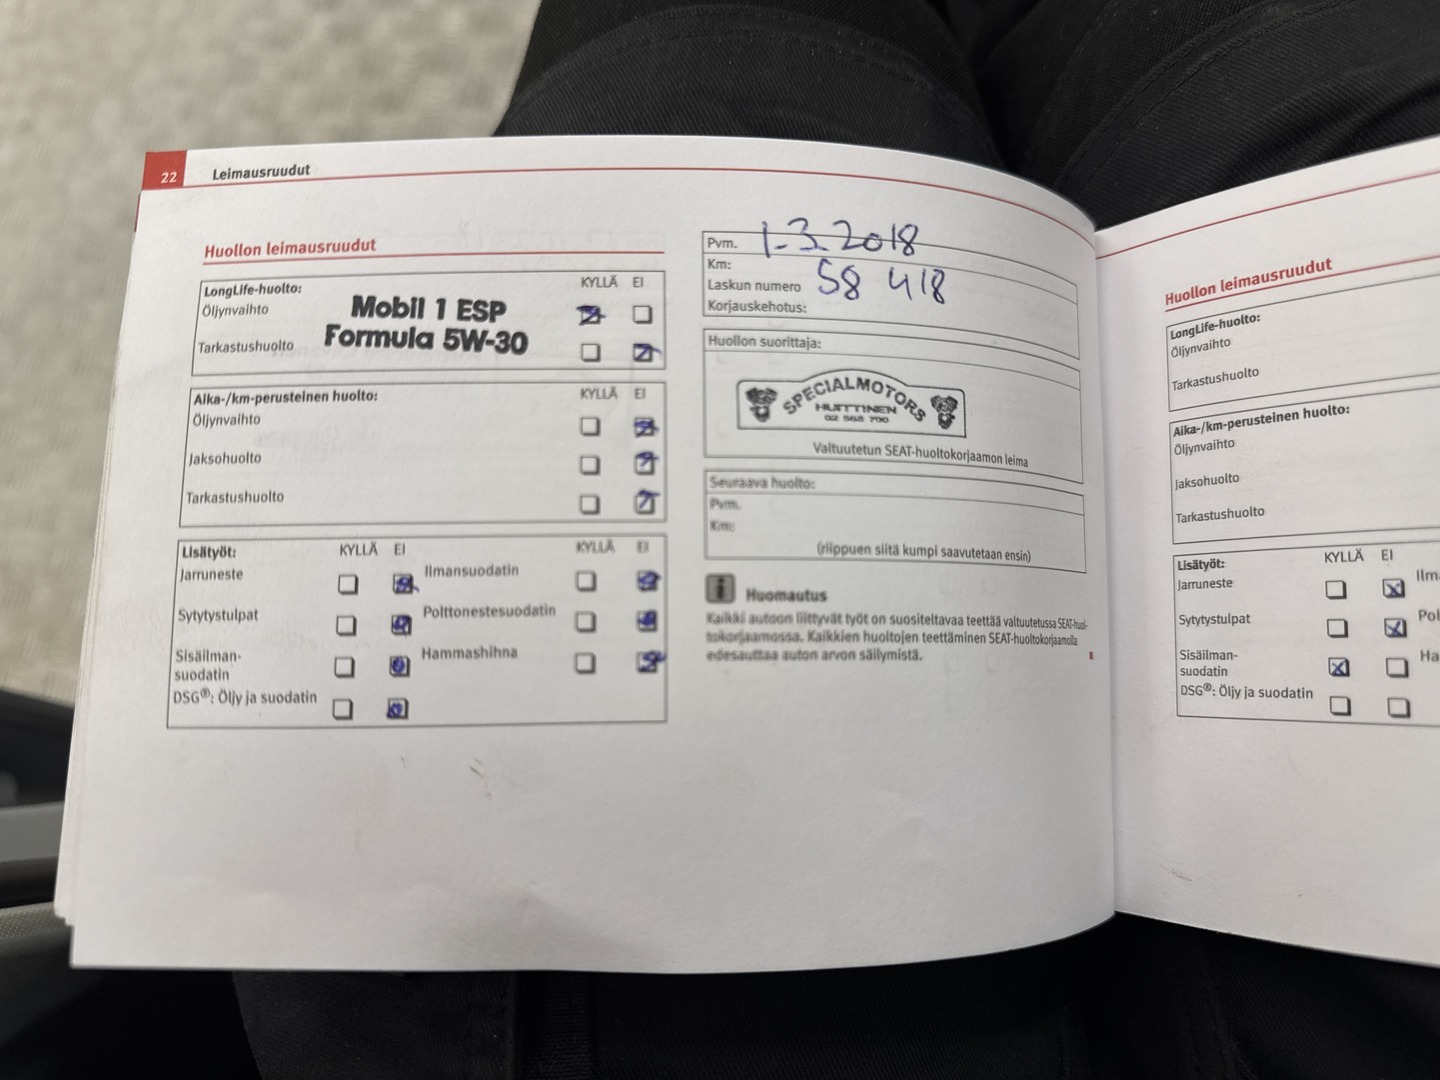 22 Leimausruudut
Huollon leimausruudut
LongLife-huolto: KYLLÄ EI
Öljynvaihto
Tarkastushuolto
Mobil 1 ESP
Formula 5W-30
Aika-/km-perusteinen huolto: KYLLÄ EI
Öljynvaihto
Jaksohuolto
Tarkastushuolto
Lisätyöt: KYLLÄ EI KYLLÄ EI
Jarruneste Ilmansuodatin
Sytytystulpat Polttonestesuodatin
Sisäilman-
suodatin Hammashihna
DSG®: Öljy ja suodatin
Pvm. 1.3.2018
Km: 58 418
Laskun numero
Korjauskehotus:
Huollon suorittaja:
SPECIALMOTORS
HUITTINEN
02 568 700
Valtuutetun SEAT-huoltokorjaamon leima
Seuraava huolto:
Pvm.
Km:
(riippuen siitä kumpi saavutetaan ensin)
Huomautus
Kaikki autoon liittyvät työt on suositeltavaa teettää valtuutetussa SEAT-huol-
tokorjaamossa. Kaikkien huoltojen teettäminen SEAT-huoltokorjaamolla
edesauttaa auton arvon säilymistä.
Huollon leimausruudut
LongLife-huolto:
Öljynvaihto
Tarkastushuolto
Aika-/km-perusteinen huolto:
Öljynvaihto
Jaksohuolto
Tarkastushuolto
Lisätyöt: KYLLÄ EI
Jarruneste Ilm
Sytytystulpat Pol
Sisäilman-
suodatin Ha
DSG®: Öljy ja suodatin